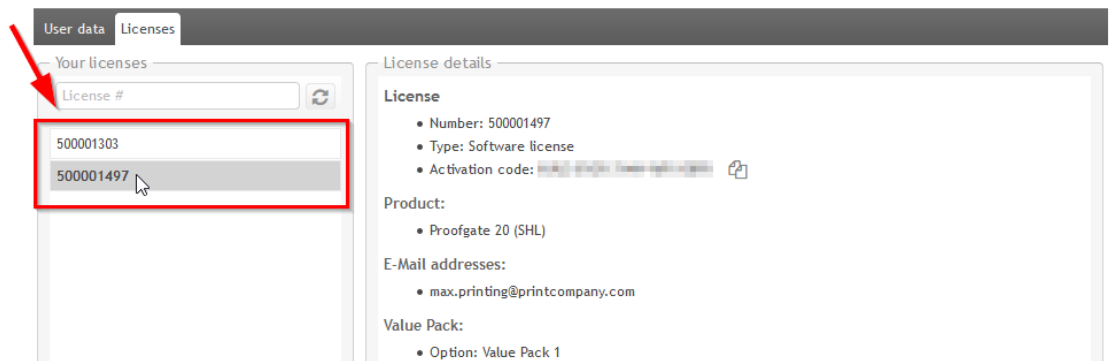 User data
Licenses
Your licenses
License #
500001303
500001497
License details
License
• Number: 500001497
• Type: Software license
• Activation code:
Product:
• Proofgate 20 (SHL)
E-Mail addresses:
• max.printing@printcompany.com
Value Pack:
• Option: Value Pack 1